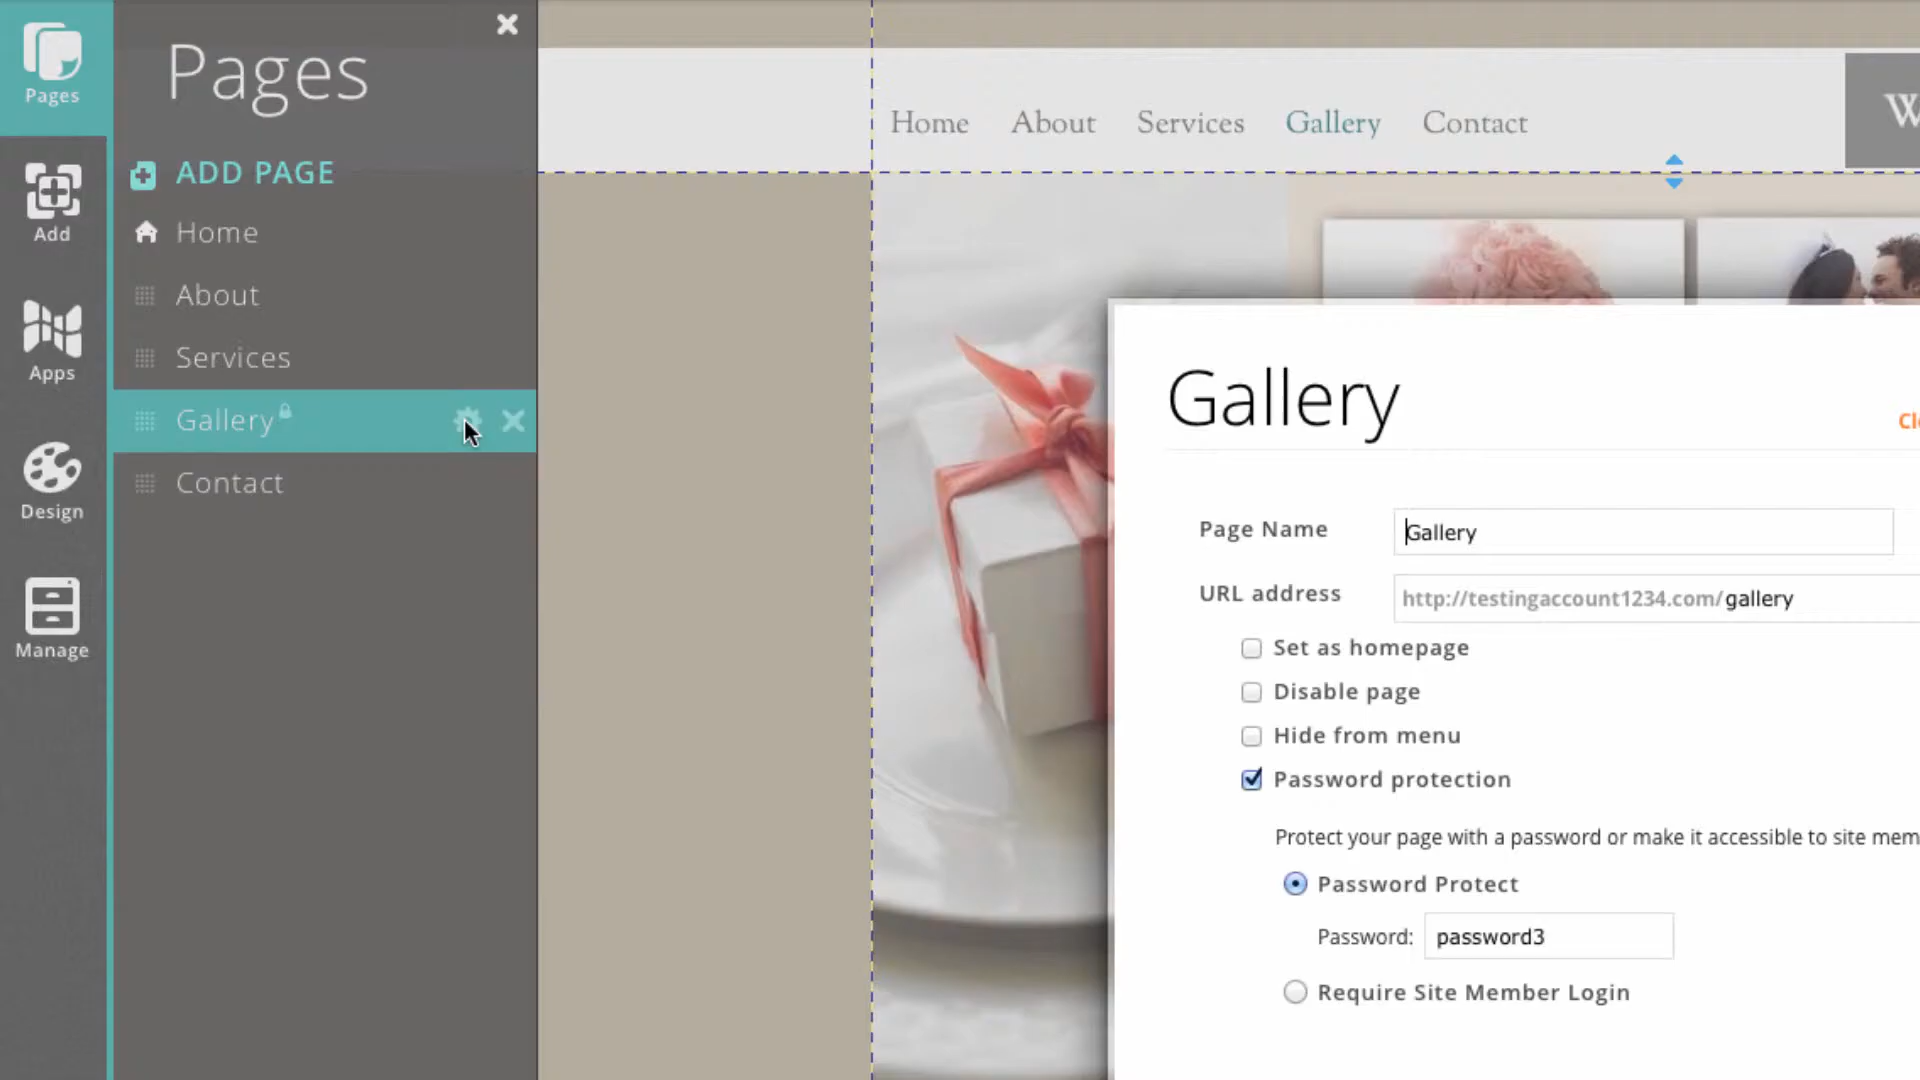 Pages
Add
Apps
Design
Manage
Pages
ADD PAGE
Home
About
Services
Gallery
Contact
Home About Services Gallery Contact
W
Gallery
Page Name Gallery
URL address http://testingaccount1234.com/gallery
Set as homepage
Disable page
Hide from menu
Password protection
Protect your page with a password or make it accessible to site mem
Password Protect
Password: password3
Require Site Member Login